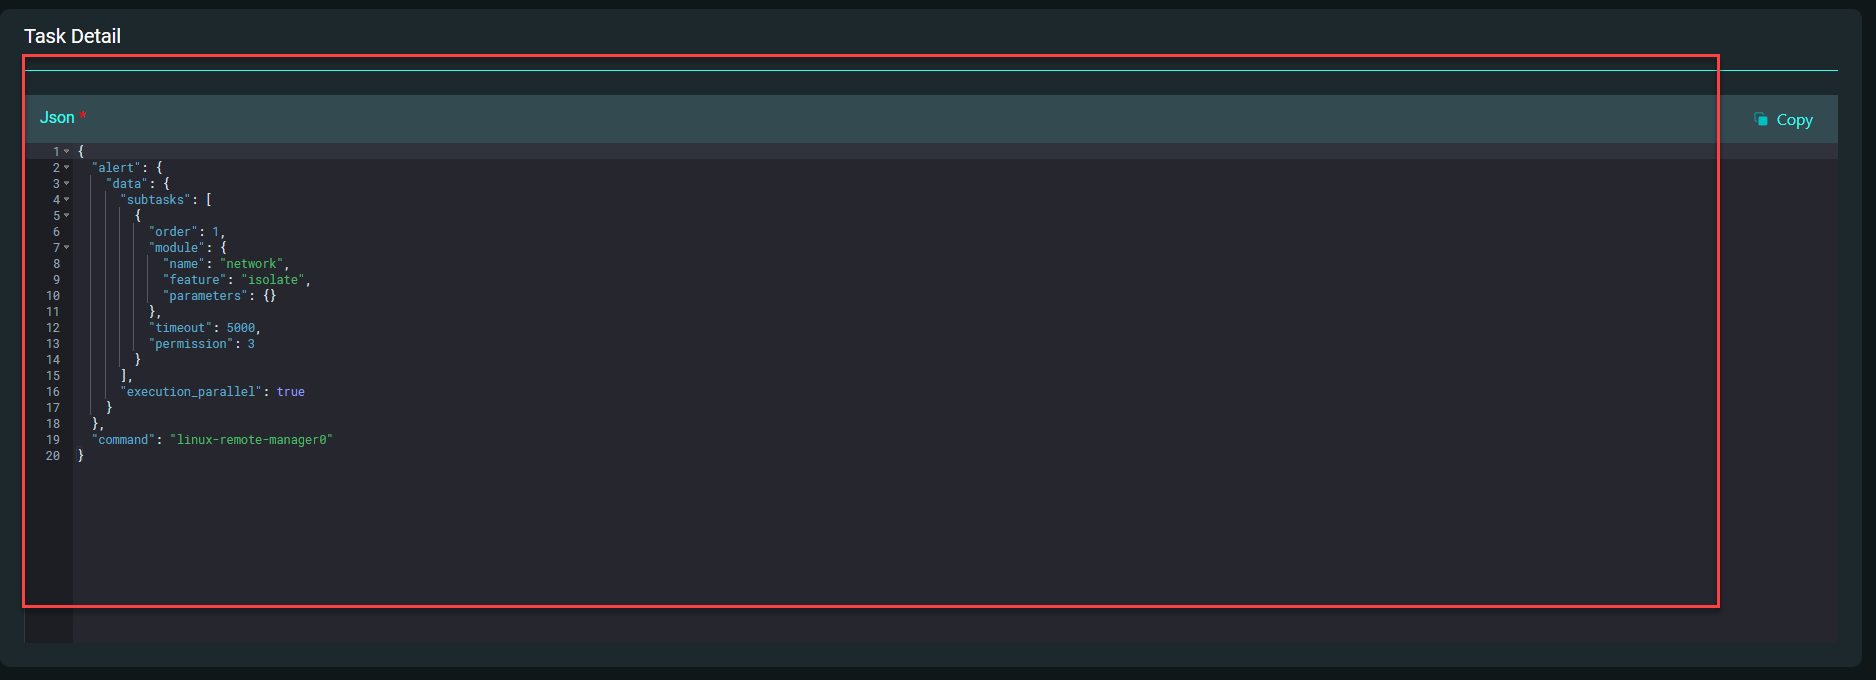 Task Detail
Json *
Copy
1 {
2 "alert": {
3 "data": {
4 "subtasks": [
5 {
6 "order": 1,
7 "module": {
8 "name": "network",
9 "feature": "isolate",
10 "parameters": {}
11 },
12 "timeout": 5000,
13 "permission": 3
14 }
15 ],
16 "execution_parallel": true
17 }
18 },
19 "command": "linux-remote-manager0"
20 }